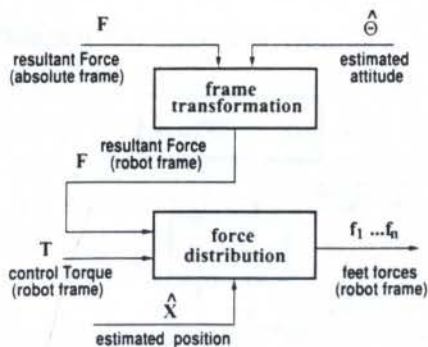 F
resultant Force
(absolute frame)
Θ̂
estimated
attitude
frame
transformation
resultant Force
(robot frame)
F
T
control Torque
(robot frame)
force
distribution
f₁ ...fₙ
feet forces
(robot frame)
X̂
estimated position